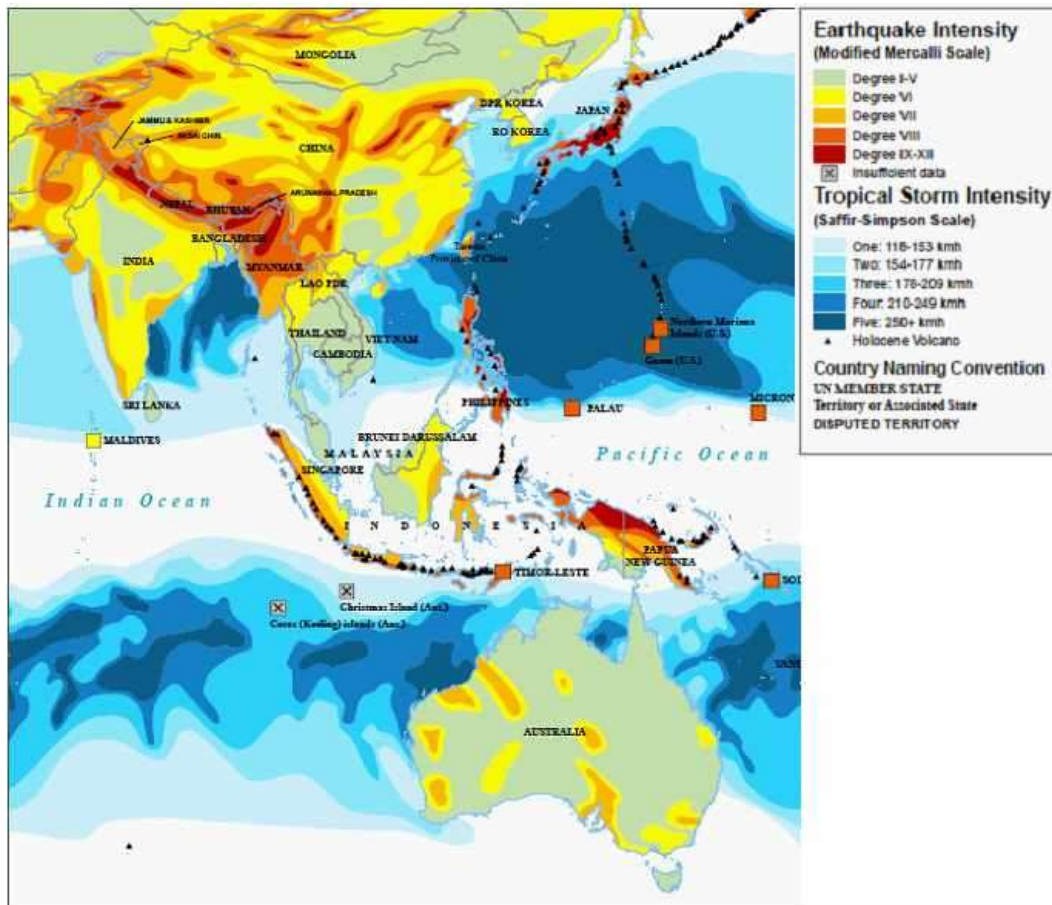 MONGOLIA
DPR KOREA
JAPAN
RO KOREA
JAMMU & KASHMIR
AKSAI CHIN
CHINA
ARUNACHAL PRADESH
NEPAL
BHUTAN
BANGLADESH
INDIA
MYANMAR
Taiwan
Province of China
LAO PDR
THAILAND
VIETNAM
CAMBODIA
Northern Mariana
Islands (U.S.)
Guam (U.S.)
SRI LANKA
PHILIPPINES
PALAU
MICRON
MALDIVES
BRUNEI DARUSSALAM
MALAYSIA
SINGAPORE
Pacific Ocean
Indian Ocean
INDONESIA
PAPUA
NEW GUINEA
TIMOR-LESTE
SOL
Christmas Island (Aus.)
Cocos (Keeling) islands (Aus.)
AUSTRALIA
Earthquake Intensity
(Modified Mercalli Scale)
Degree II-V
Degree VI
Degree VII
Degree VIII
Degree IX-XII
Insufficient data
Tropical Storm Intensity
(Saffir-Simpson Scale)
One: 118-153 kmh
Two: 154-177 kmh
Three: 178-209 kmh
Four: 210-249 kmh
Five: 250+ kmh
Holocene Volcano
Country Naming Convention
UN MEMBER STATE
Territory or Associated State
DISPUTED TERRITORY